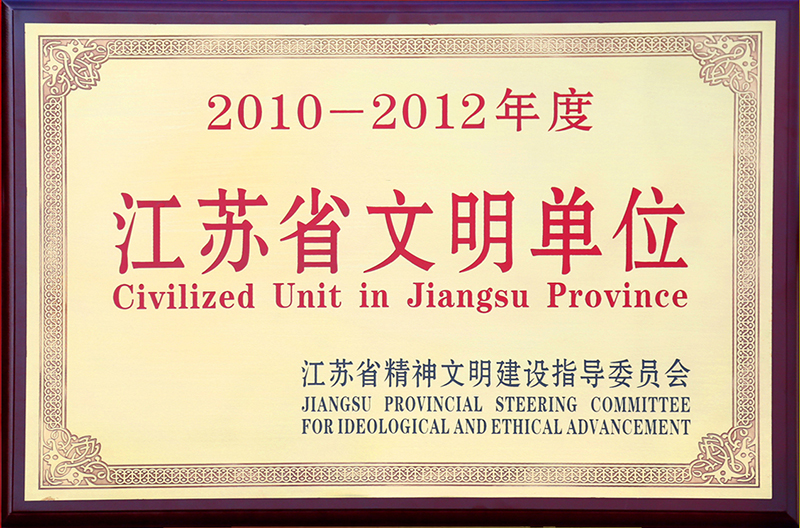 2010－2012年度
江苏省文明单位
Civilized Unit in Jiangsu Province
江苏省精神文明建设指导委员会
JIANGSU PROVINCIAL STEERING COMMITTEE
FOR IDEOLOGICAL AND ETHICAL ADVANCEMENT